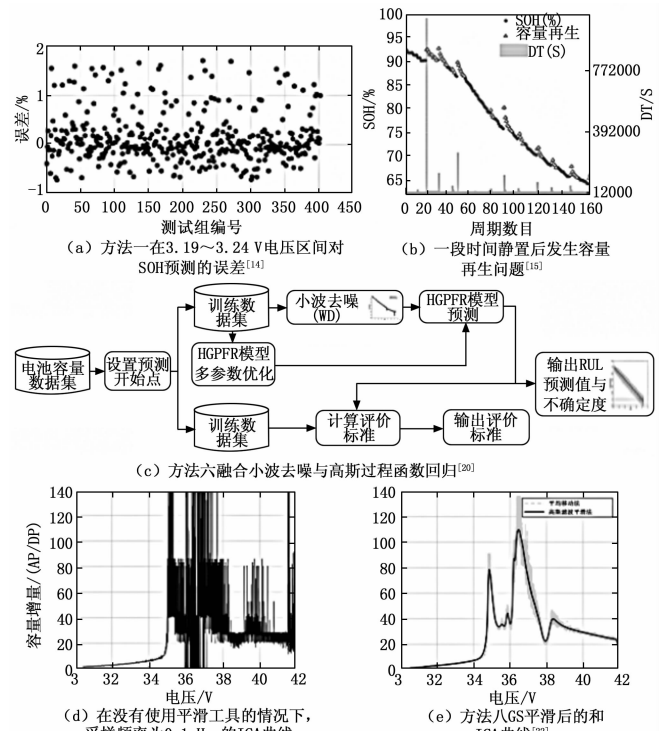 2
1
0
-1
误差/%
0 50 100 150 200 250 300 350 400 450
测试组编号
(a) 方法一在3.19～3.24 V电压区间对
SOH预测的误差[14]
100
95
90
85
80
75
70
65
SOH/%
SOH(%)
容量再生
DT(S)
772000
392000
12000
DT/S
0 20 40 60 80 100 120 140 160
周期数目
(b) 一段时间静置后发生容量
再生问题[15]
电池容量
数据集
设置预测
开始点
训练数
据集
小波去噪
(WD)
HGPFR模型
预测
HGPFR模型
多参数优化
训练数
据集
计算评价
标准
输出评价
标准
输出RUL
预测值与
不确定度
(c) 方法六融合小波去噪与高斯过程函数回归[20]
140
120
100
80
60
40
20
0
容量增量/(AP/DP)
3 32 34 36 38 40 42
电压/V
(d) 在没有使用平滑工具的情况下，
140
120
100
80
60
40
20
0
平均移动法
高斯滤波平滑法
3 32 34 36 38 40 42
电压/V
(e) 方法八GS平滑后的和